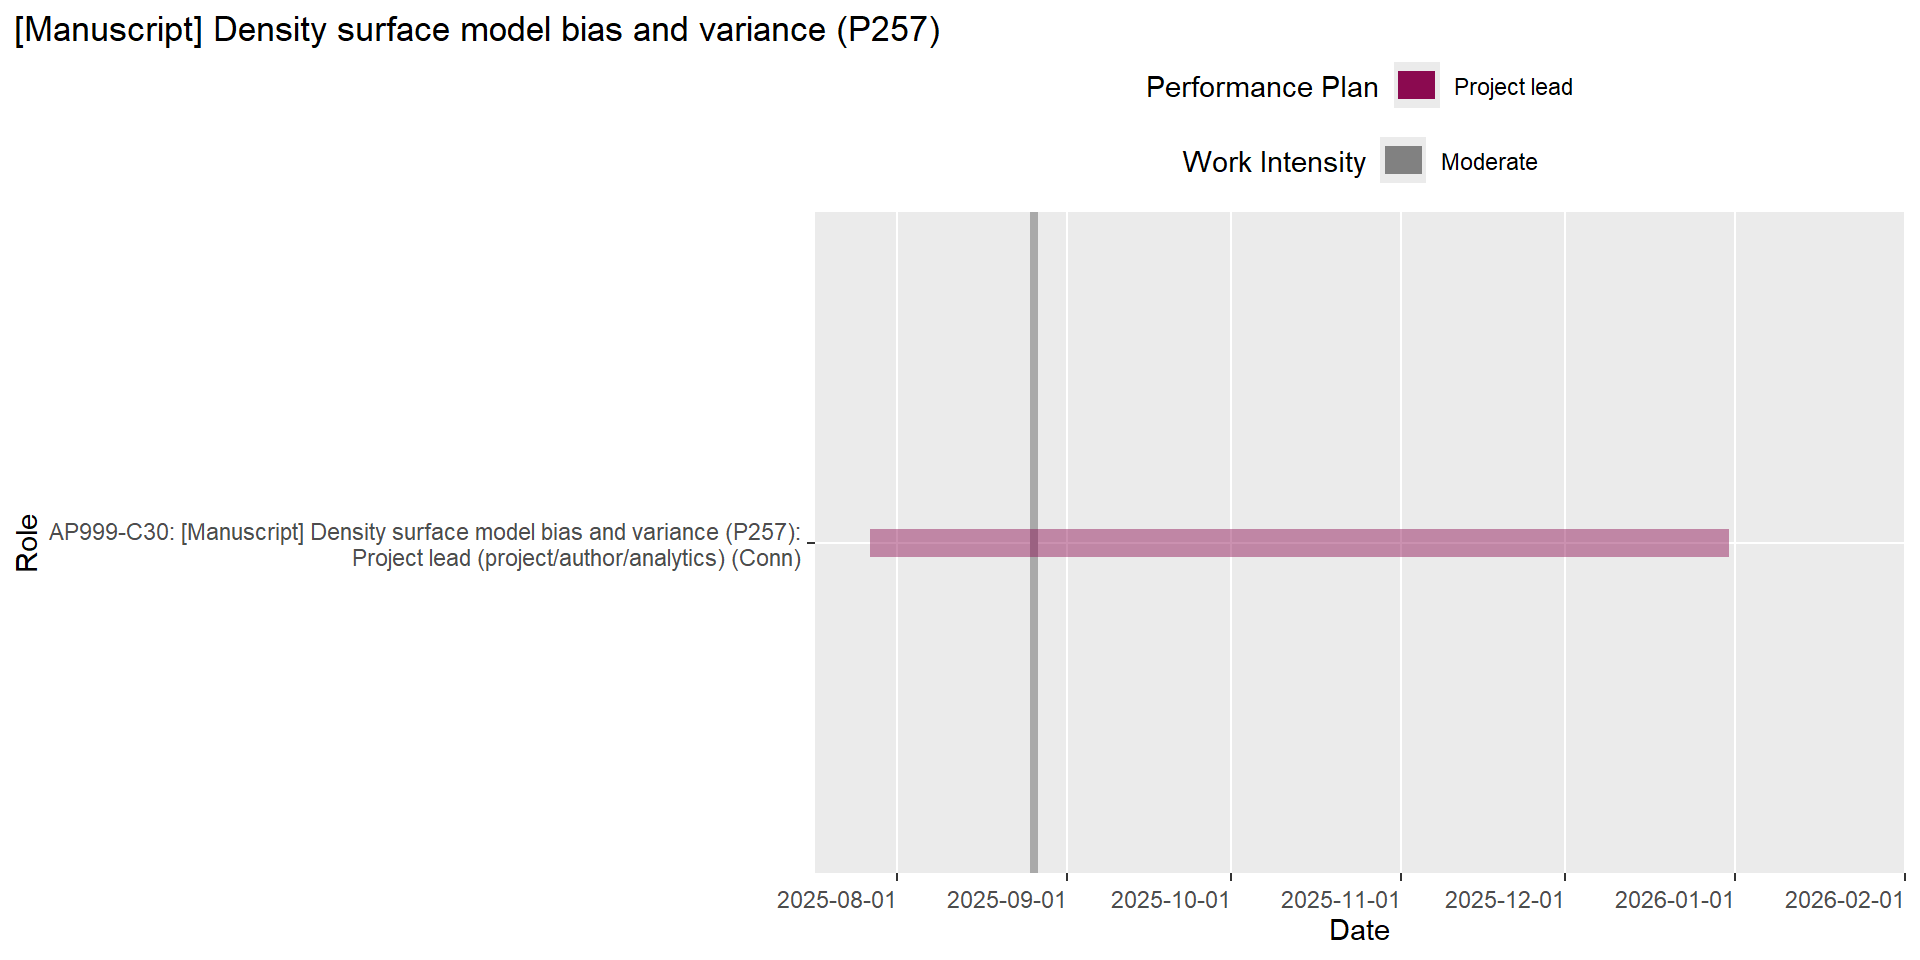 [Manuscript] Density surface model bias and variance (P257)
Performance Plan
Project lead
Work Intensity
Moderate
Role
AP999-C30: [Manuscript] Density surface model bias and variance (P257):
Project lead (project/author/analytics) (Conn)
2025-08-01
2025-09-01
2025-10-01
2025-11-01
2025-12-01
2026-01-01
2026-02-01
Date